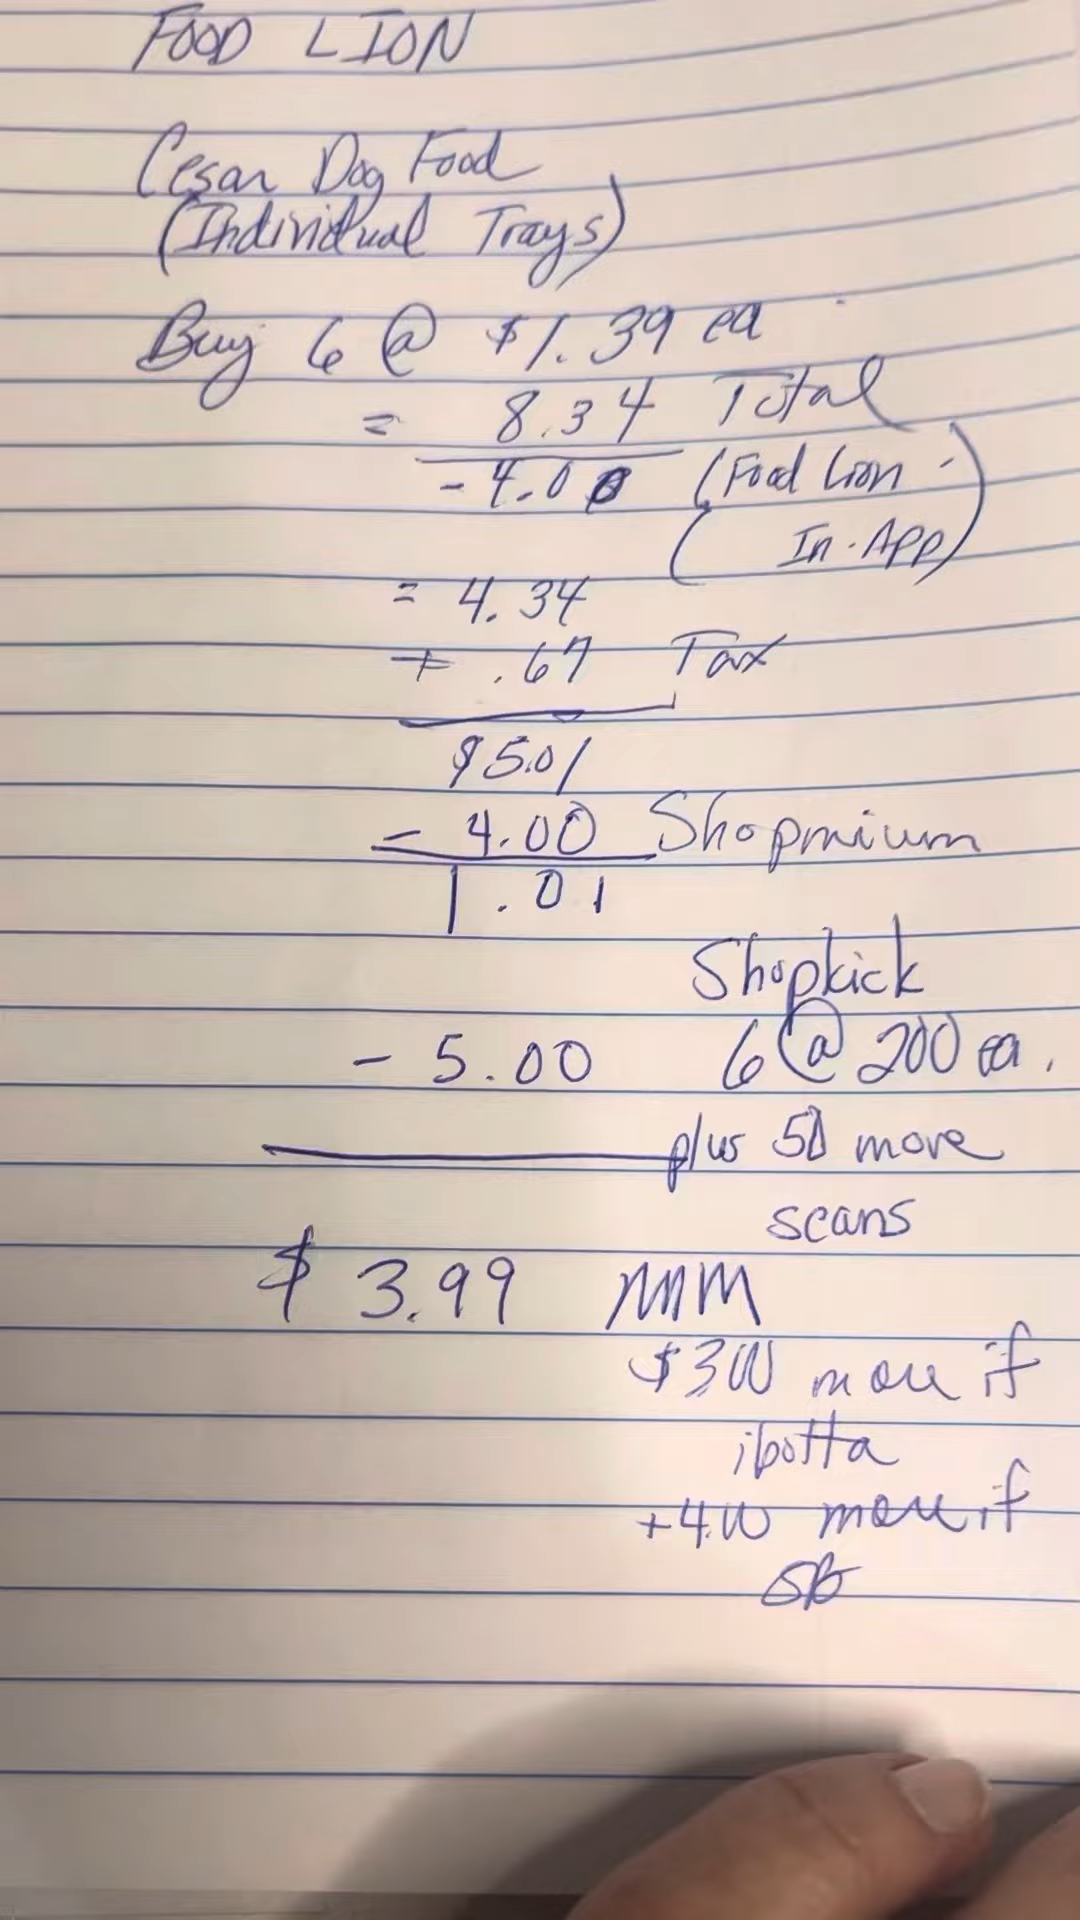 FOOD LION
Cesar Dog Food
(Individual Trays)
Buy 6 @ $1.39 ea
= 8.34 Total
- 4.00 (Food Lion
In-App)
= 4.34
+ .67 Tax
$5.01
- 4.00 Shopmium
1.01
Shopkick
- 5.00 6 @ 200 ea.
plus 50 more
scans
$ 3.99 MM
$3.00 more if
ibotta
+4.00 more if
SB